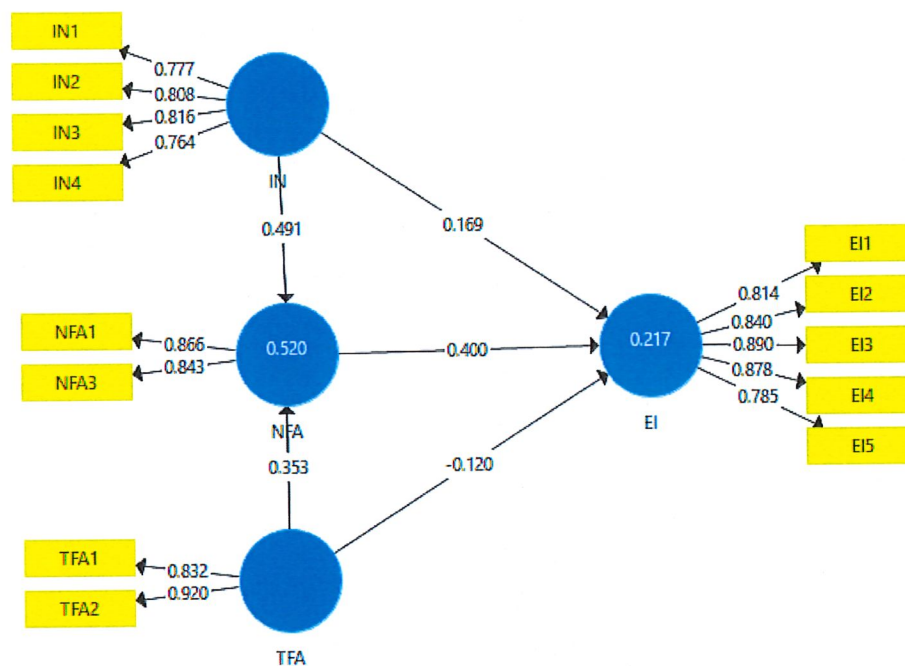 IN1
IN2
IN3
IN4
0.777
0.808
0.816
0.764
IN
0.491
0.169
NFA1
NFA3
0.866
0.843
0.520
NFA
0.400
0.217
EI
EI1
EI2
EI3
EI4
EI5
0.814
0.840
0.890
0.878
0.785
0.353
-0.120
TFA1
TFA2
0.832
0.920
TFA